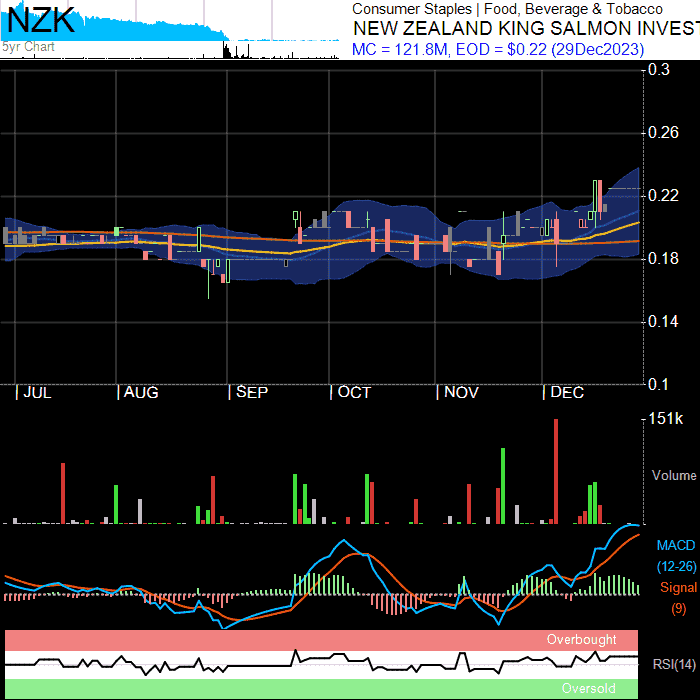 NZK
5yr Chart
Consumer Staples | Food, Beverage & Tobacco
NEW ZEALAND KING SALMON INVEST
MC = 121.8M, EOD = $0.22 (29Dec2023)
0.3
0.26
0.22
0.18
0.14
0.1
JUL AUG SEP OCT NOV DEC
151k
Volume
MACD
(12-26)
Signal
(9)
Overbought
RSI(14)
Oversold